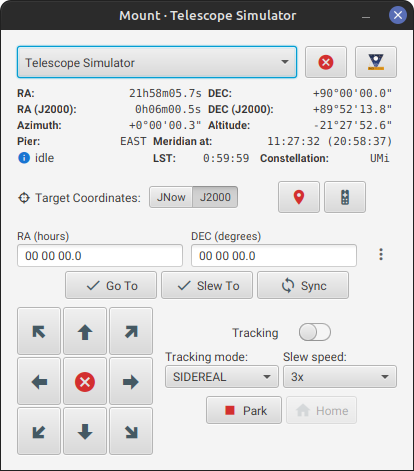 Mount · Telescope Simulator
Telescope Simulator
RA: 21h58m05.7s DEC: +90°00'00.0"
RA (J2000): 0h06m00.5s DEC (J2000): +89°52'13.8"
Azimuth: +0°00'00.3" Altitude: -21°27'52.6"
Pier: EAST Meridian at: 11:27:32 (20:58:37)
idle LST: 0:59:59 Constellation: UMi
Target Coordinates: JNow J2000
RA (hours) DEC (degrees)
00 00 00.0 00 00 00.0
Go To Slew To Sync
Tracking
Tracking mode: Slew speed:
SIDEREAL 3x
Park Home